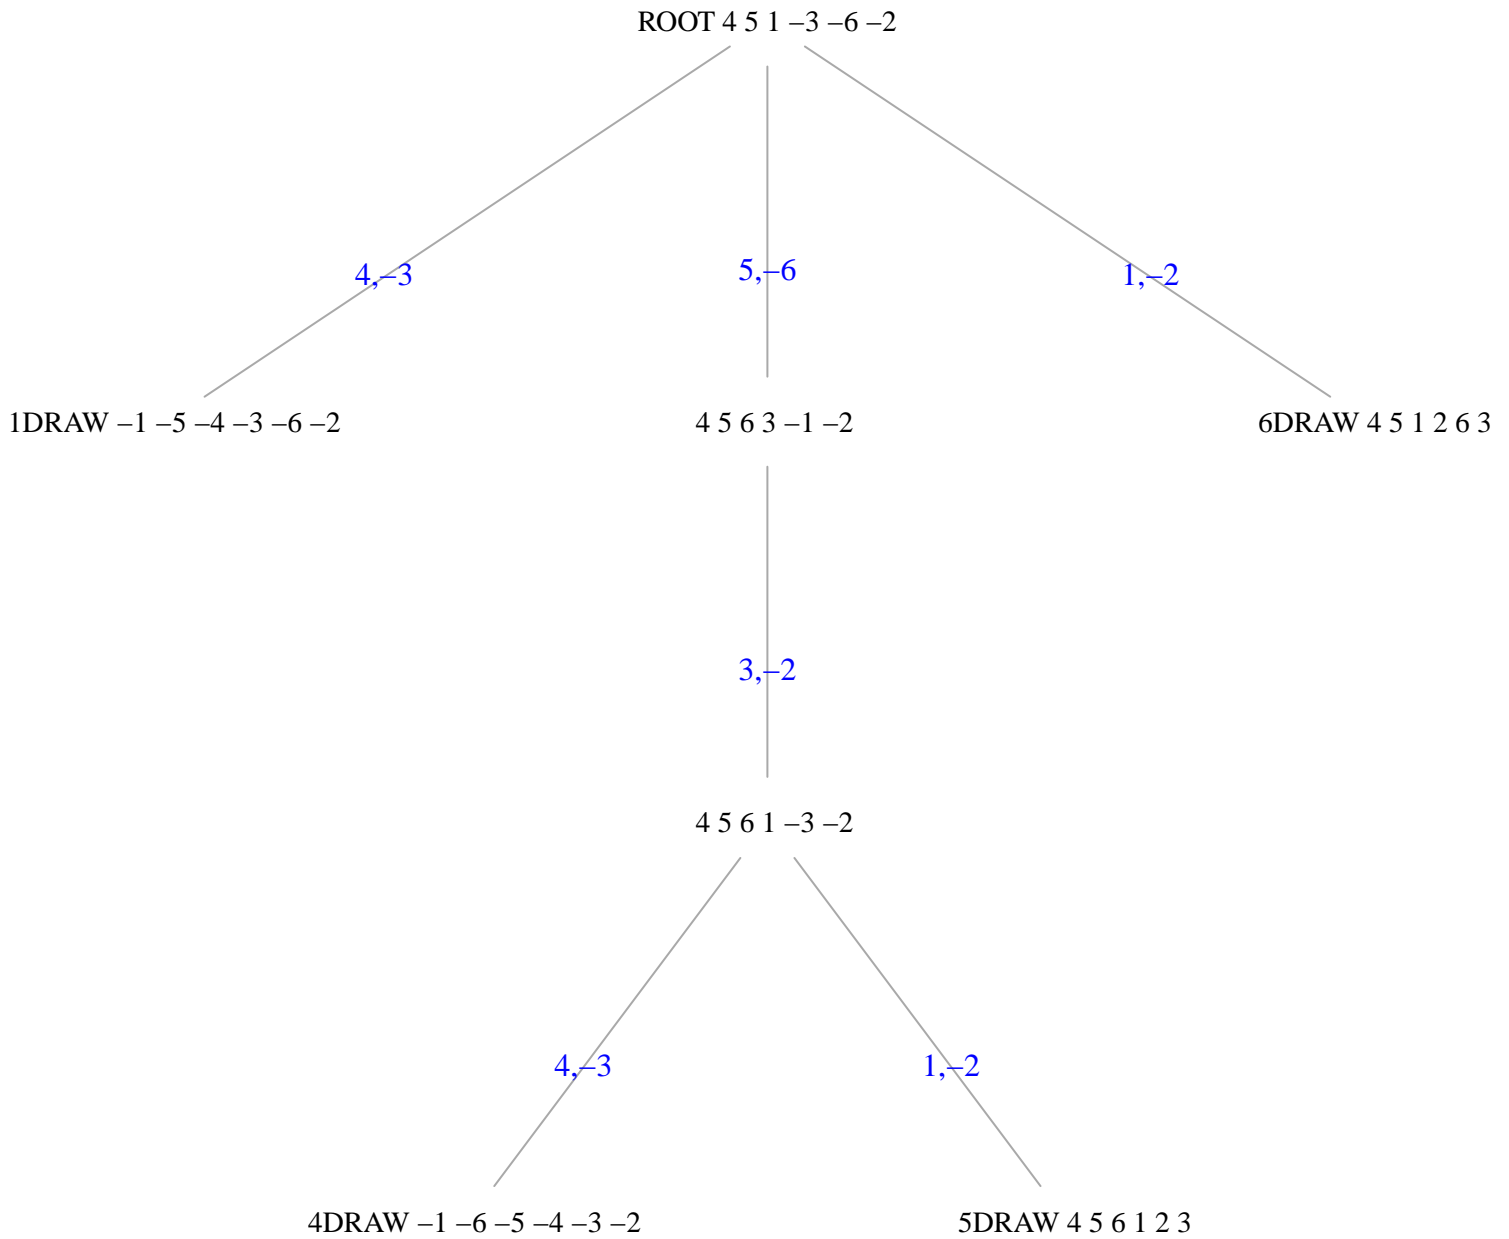 ROOT 4 5 1 –3 –6 –2
4,–3
5,–6
1,–2
1DRAW –1 –5 –4 –3 –6 –2
4 5 6 3 –1 –2
6DRAW 4 5 1 2 6 3
3,–2
4 5 6 1 –3 –2
4,–3
1,–2
4DRAW –1 –6 –5 –4 –3 –2
5DRAW 4 5 6 1 2 3